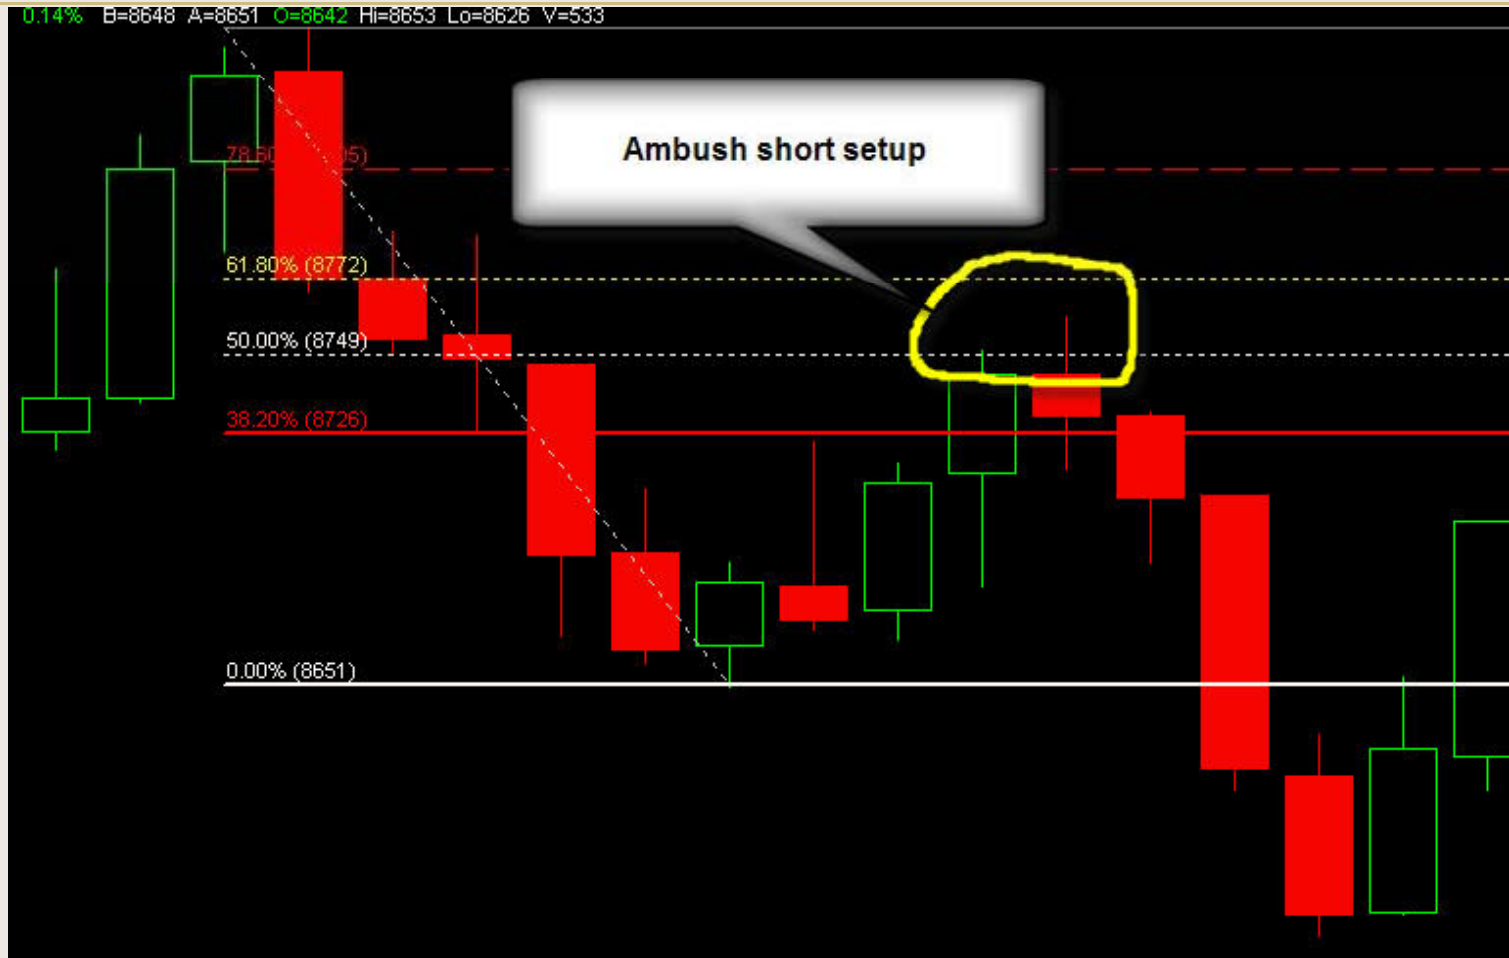 0.14% B=8648 A=8651 O=8642 Hi=8653 Lo=8626 V=533
Ambush short setup
61.80% (8772)
50.00% (8749)
38.20% (8726)
0.00% (8651)